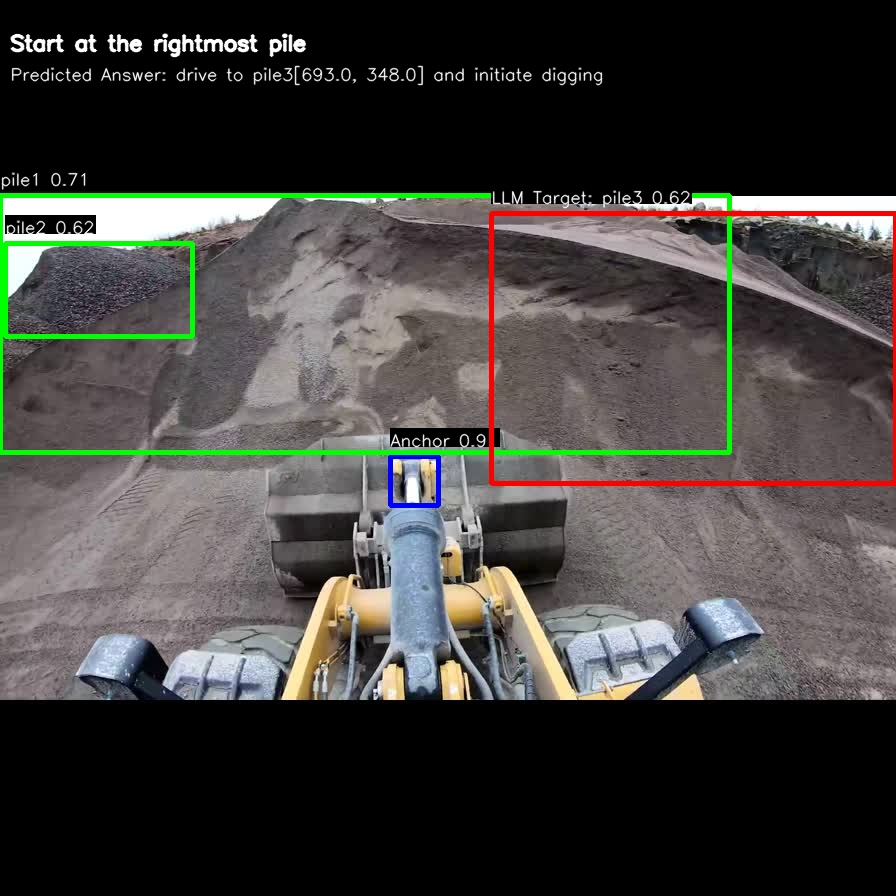 Start at the rightmost pile
Predicted Answer: drive to pile3[693.0, 348.0] and initiate digging
pile1 0.71
LLM Target: pile3 0.62
pile2 0.62
Anchor 0.9